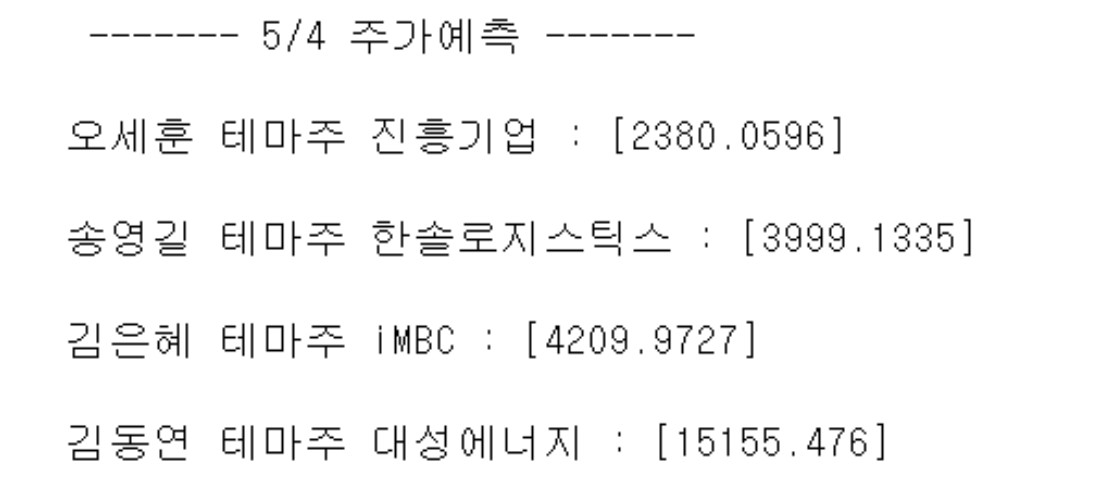 ------- 5/4 주가예측 -------
오세훈 테마주 진흥기업 : [2380.0596]
송영길 테마주 한솔로지스틱스 : [3999.1335]
김은혜 테마주 iMBC : [4209.9727]
김동연 테마주 대성에너지 : [15155.476]